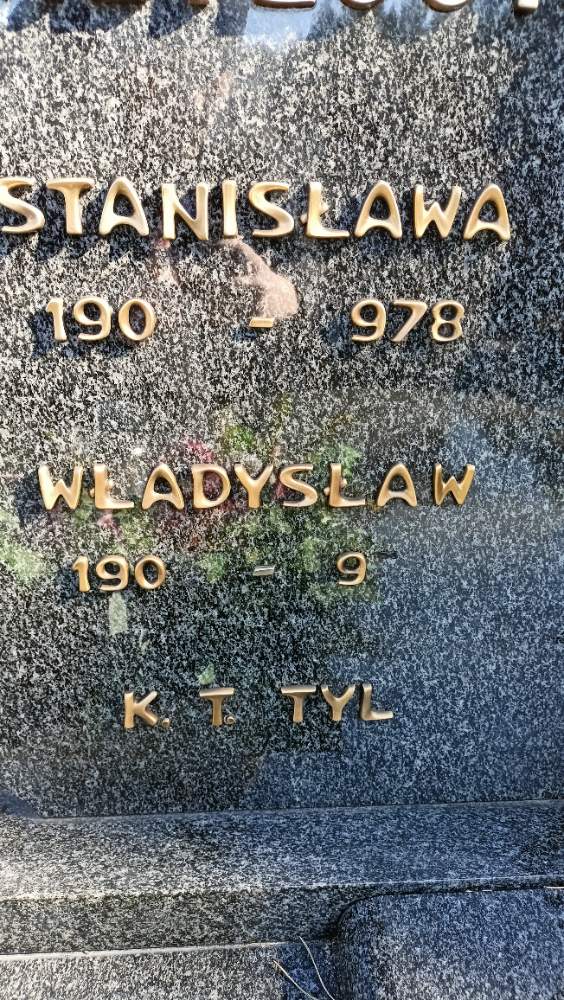 STANISŁAWA
190 - 978
WŁADYSŁAW
190 - 9
K. T. TYL